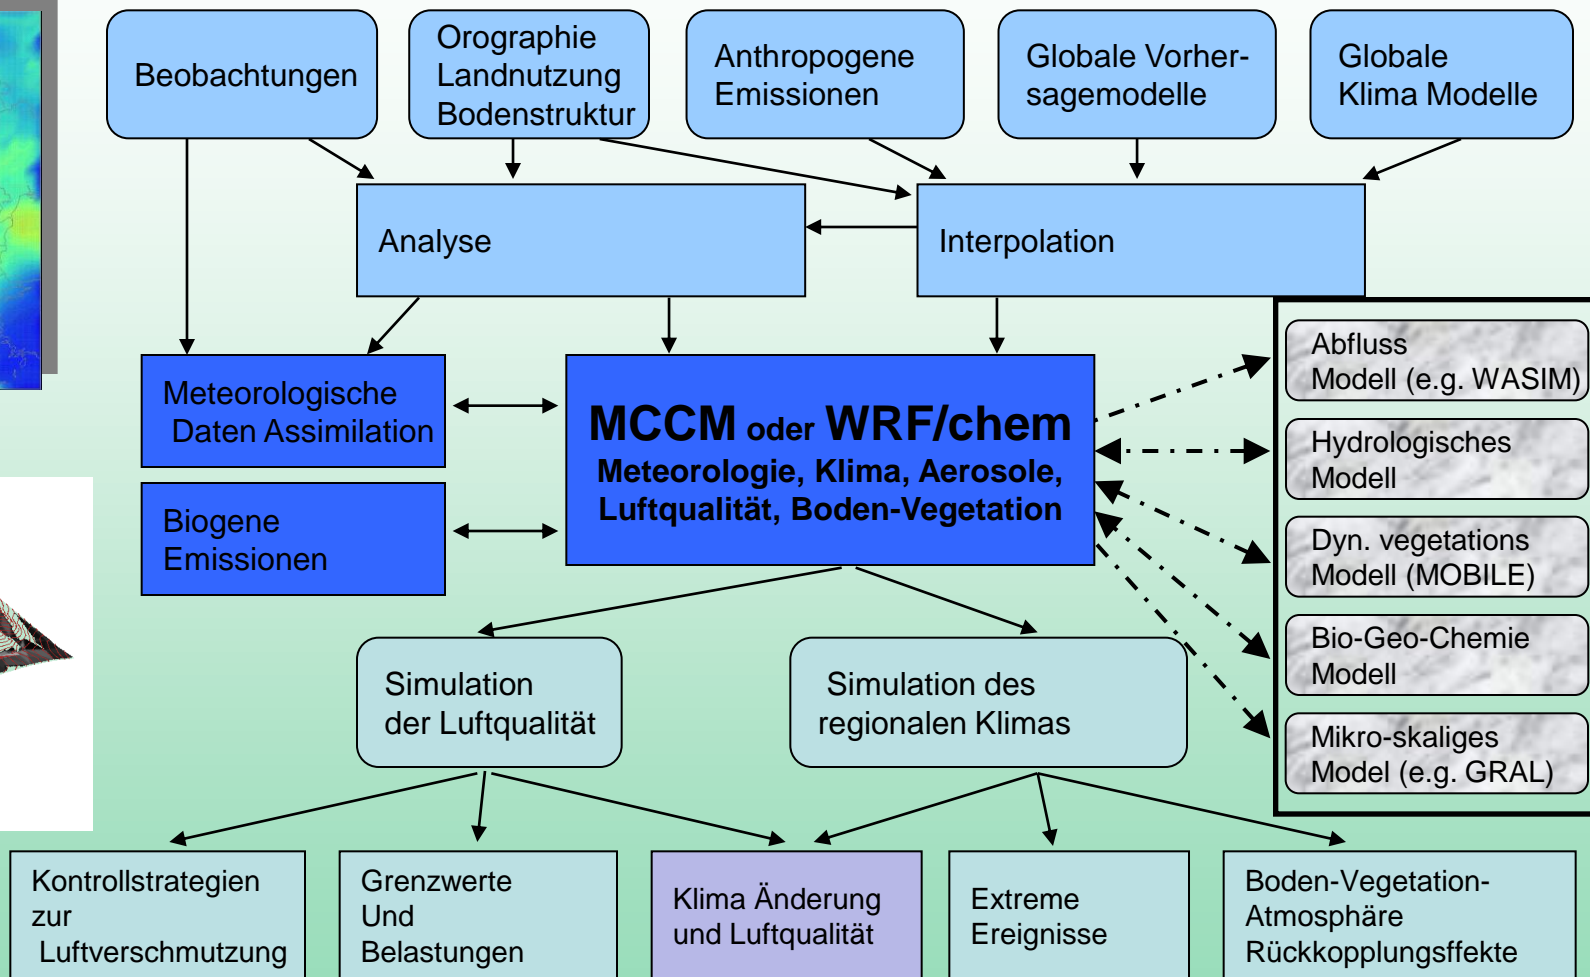 Beobachtungen
Orographie
Landnutzung
Bodenstruktur
Anthropogene
Emissionen
Globale Vorher-
sagemodelle
Globale
Klima Modelle
Analyse
Interpolation
Meteorologische
Daten Assimilation
Biogene
Emissionen
MCCM oder WRF/chem
Meteorologie, Klima, Aerosole,
Luftqualität, Boden-Vegetation
Abfluss
Modell (e.g. WASIM)
Hydrologisches
Modell
Dyn. vegetations
Modell (MOBILE)
Bio-Geo-Chemie
Modell
Mikro-skaliges
Model (e.g. GRAL)
Simulation
der Luftqualität
Simulation des
regionalen Klimas
Kontrollstrategien
zur
Luftverschmutzung
Grenzwerte
Und
Belastungen
Klima Änderung
und Luftqualität
Extreme
Ereignisse
Boden-Vegetation-
Atmosphäre
Rückkopplungsffekte